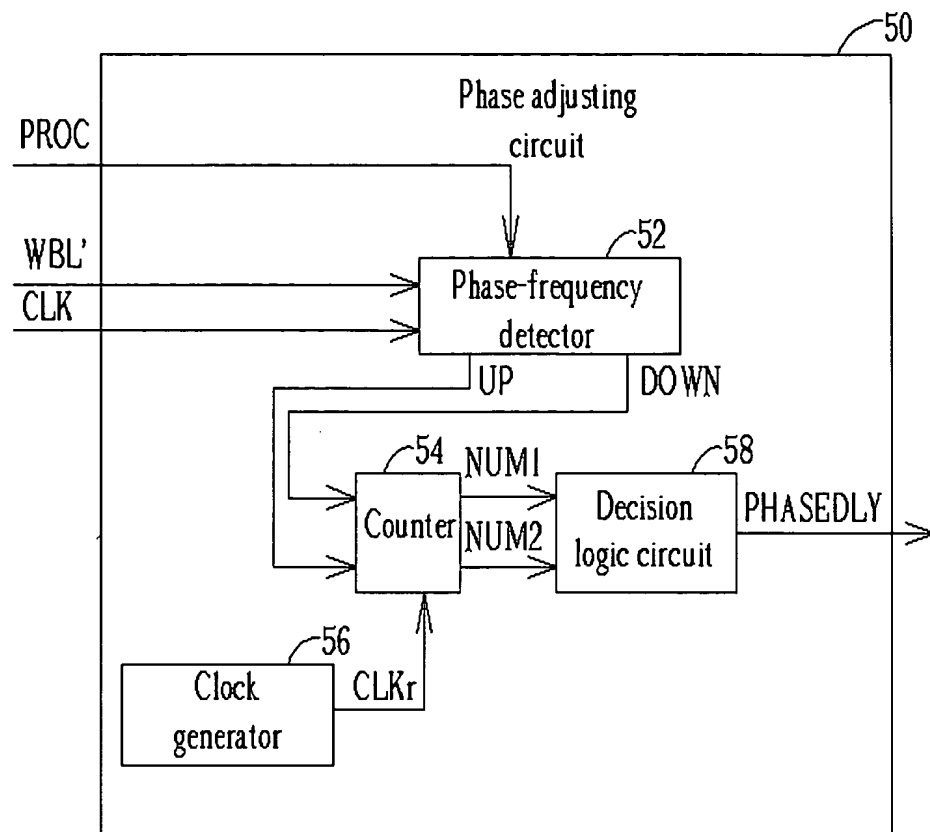 50
Phase adjusting
circuit
PROC
WBL'
CLK
52
Phase-frequency
detector
UP
DOWN
54
Counter
NUM1
NUM2
58
Decision
logic circuit
PHASEDLY
56
Clock
generator
CLKr